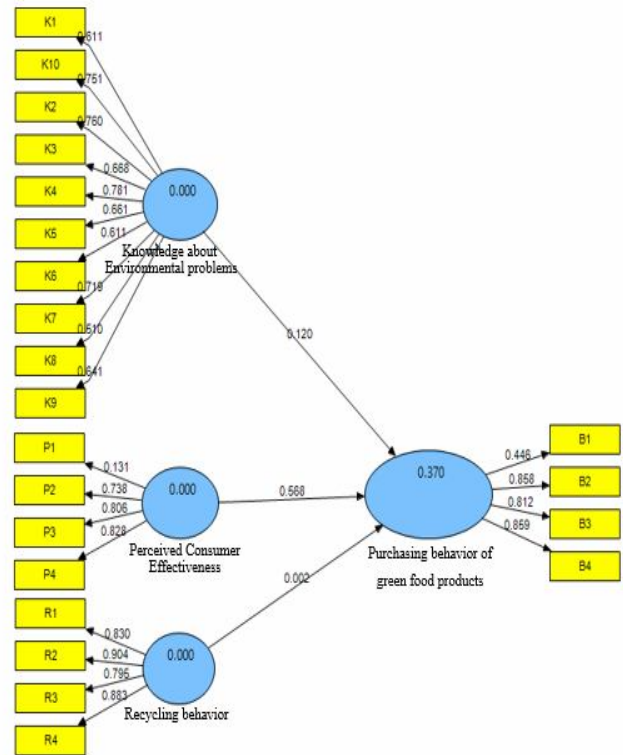 K1
0.611
K10
0.751
K2
0.760
K3
0.668
K4
0.781
K5
0.661
K6
0.611
K7
0.719
K8
0.510
K9
0.641
0.000
Knowledge about
Environmental problems
0.120
P1
0.131
P2
0.738
P3
0.806
P4
0.828
0.000
Perceived Consumer
Effectiveness
0.568
R1
0.830
R2
0.904
R3
0.795
R4
0.883
0.000
Recycling behavior
0.002
0.370
Purchasing behavior of
green food products
B1
0.446
B2
0.858
B3
0.812
B4
0.859